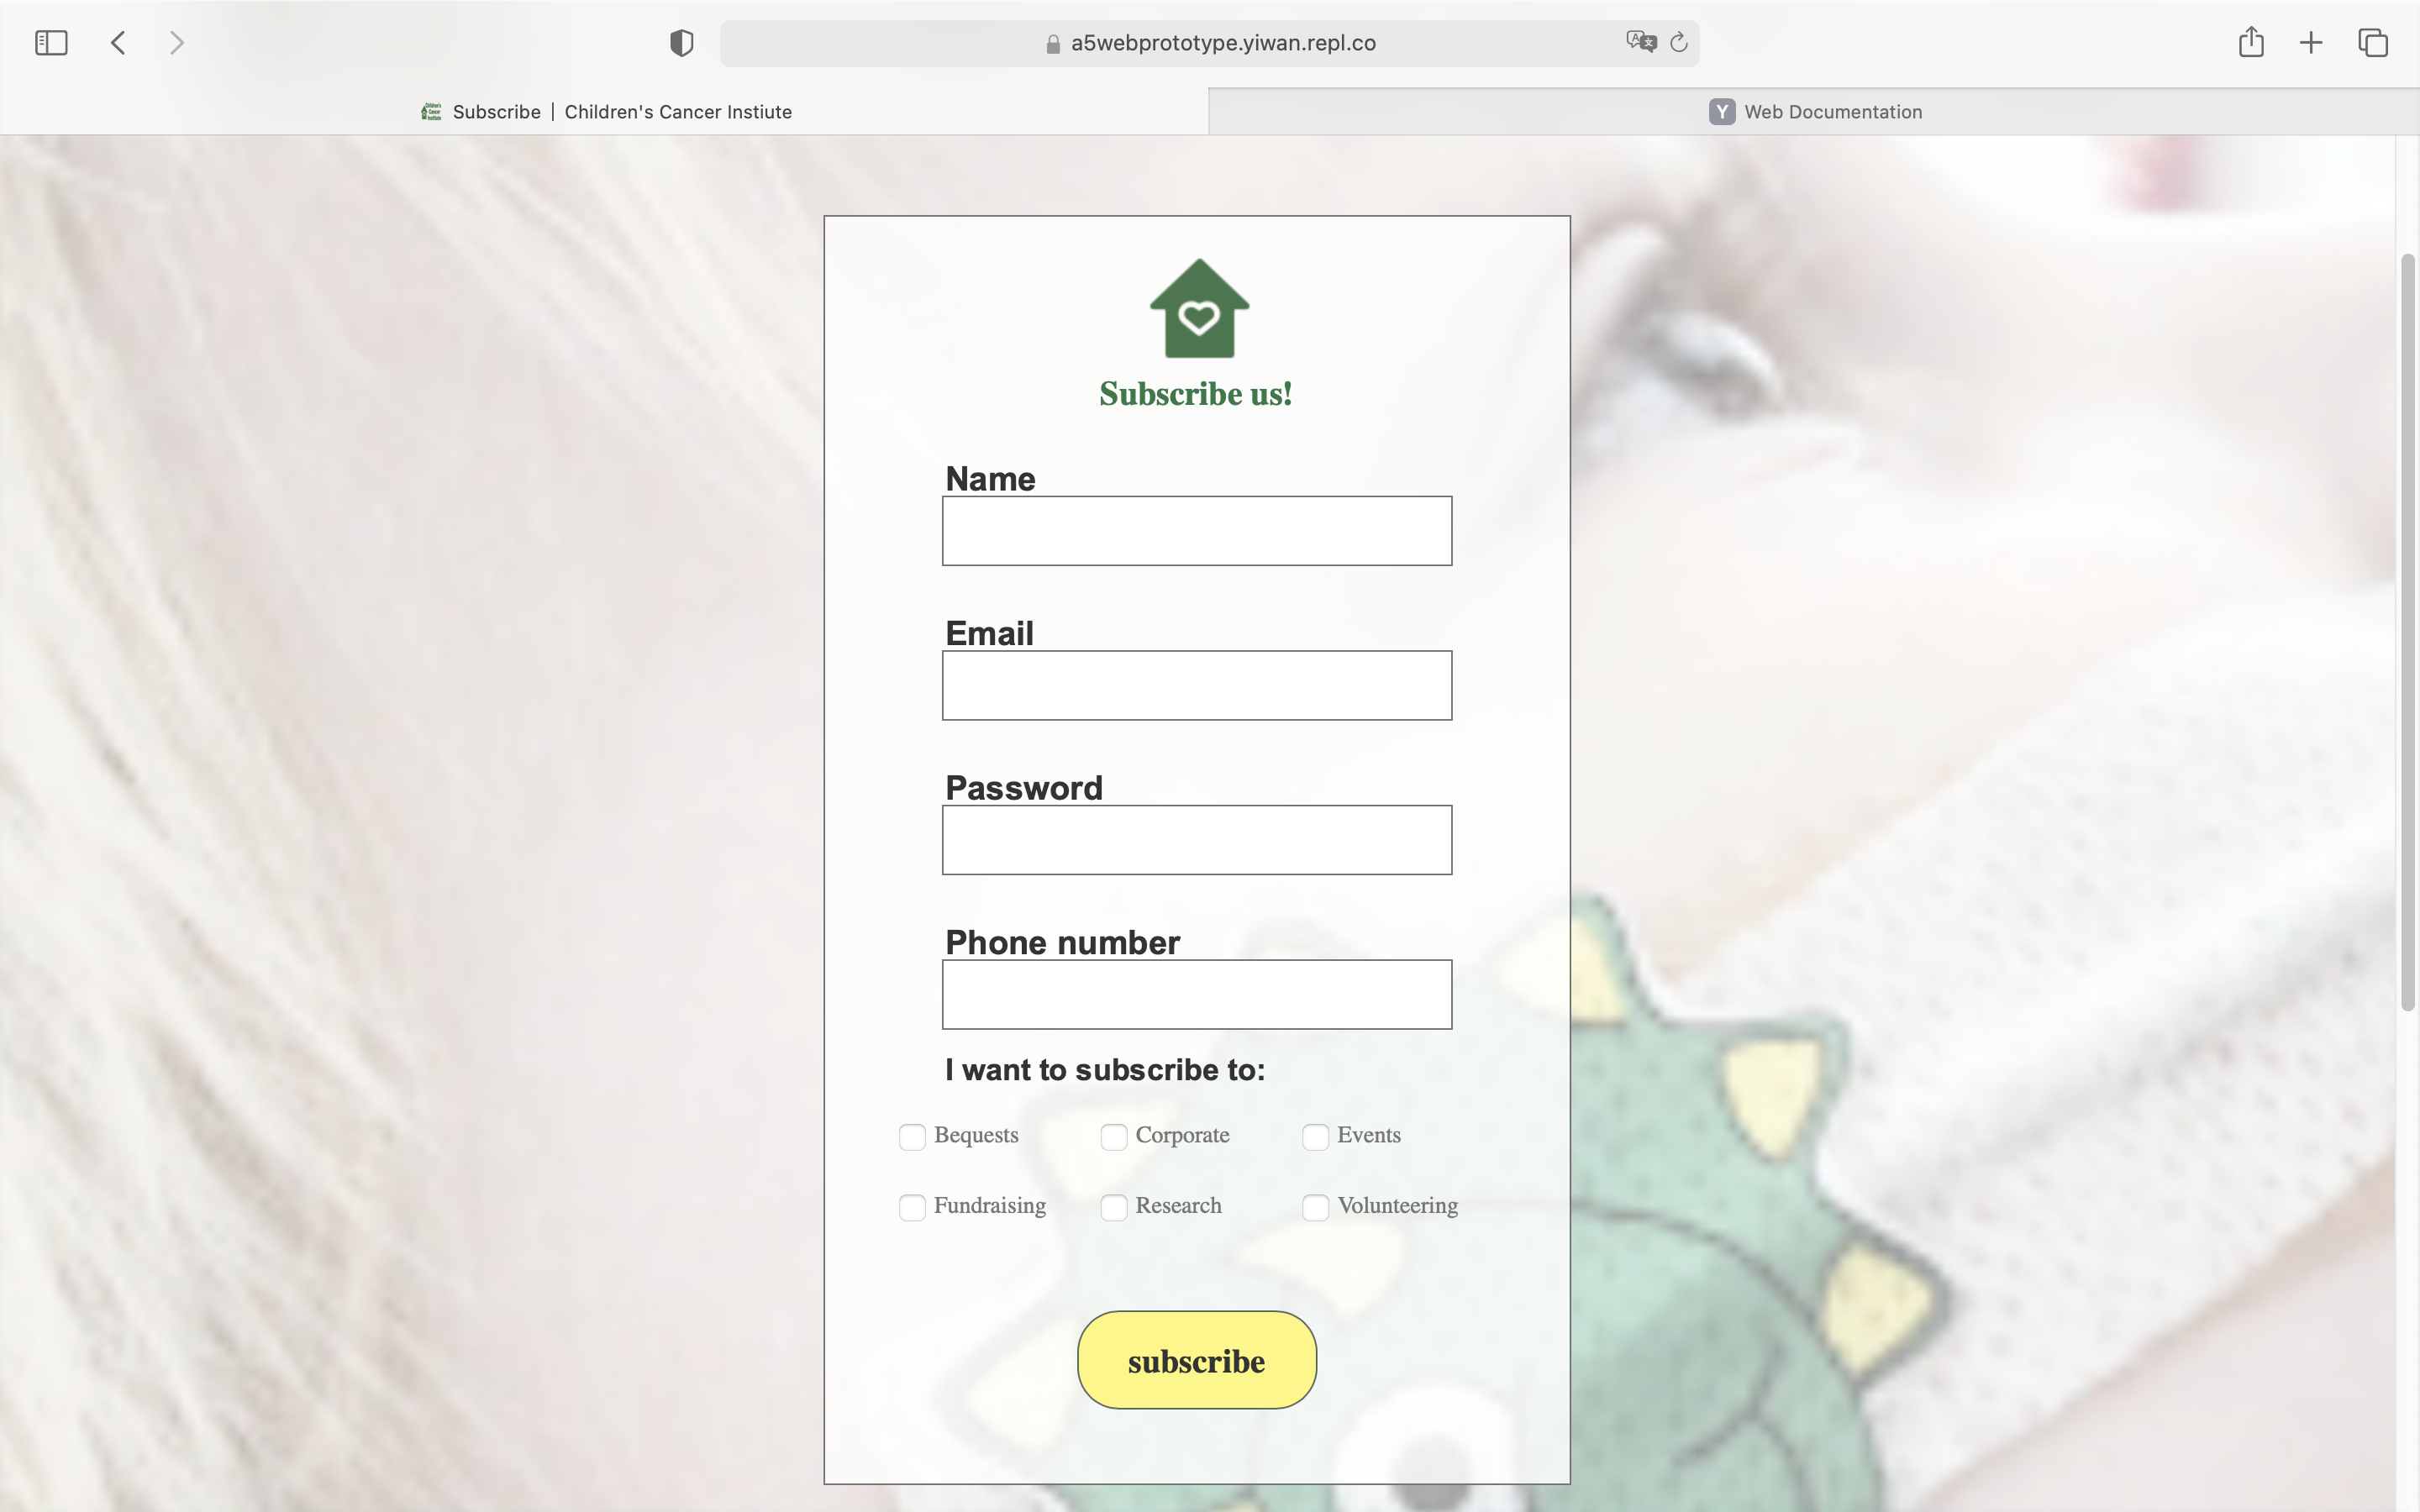 a5webprototype.yiwan.repl.co
Subscribe | Children's Cancer Instiute
Y Web Documentation
Subscribe us!
Name
Email
Password
Phone number
I want to subscribe to:
Bequests Corporate Events
Fundraising Research Volunteering
subscribe